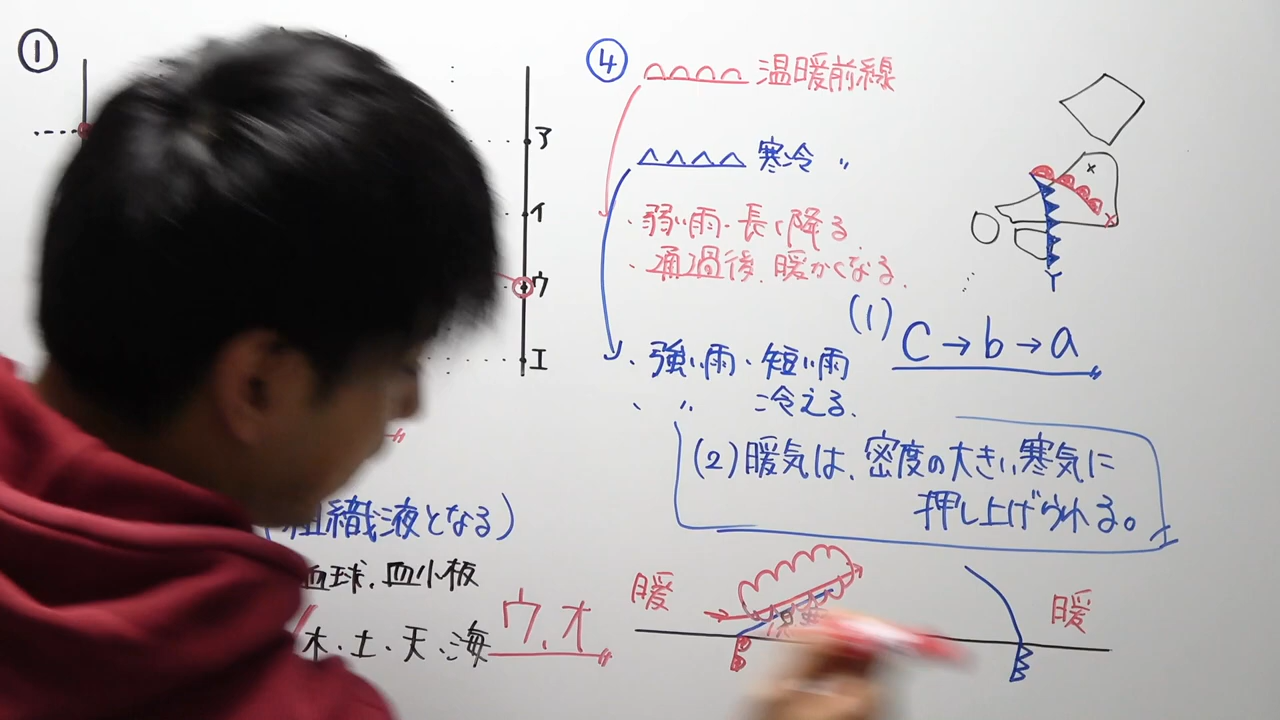 ①
ア
イ
ウ
エ
組織液となる)
血球、血小板
木・土・天・海 ウ、オ
④
温暖前線
寒冷 〃
・弱い雨・長く降る
・通過後、暖かくなる。
・強い雨・短い雨
・ 〃 冷える。
x
x
Y
(1) C→b→a
(2)暖気は、密度の大きい寒気に
押し上げられる。
暖
暖